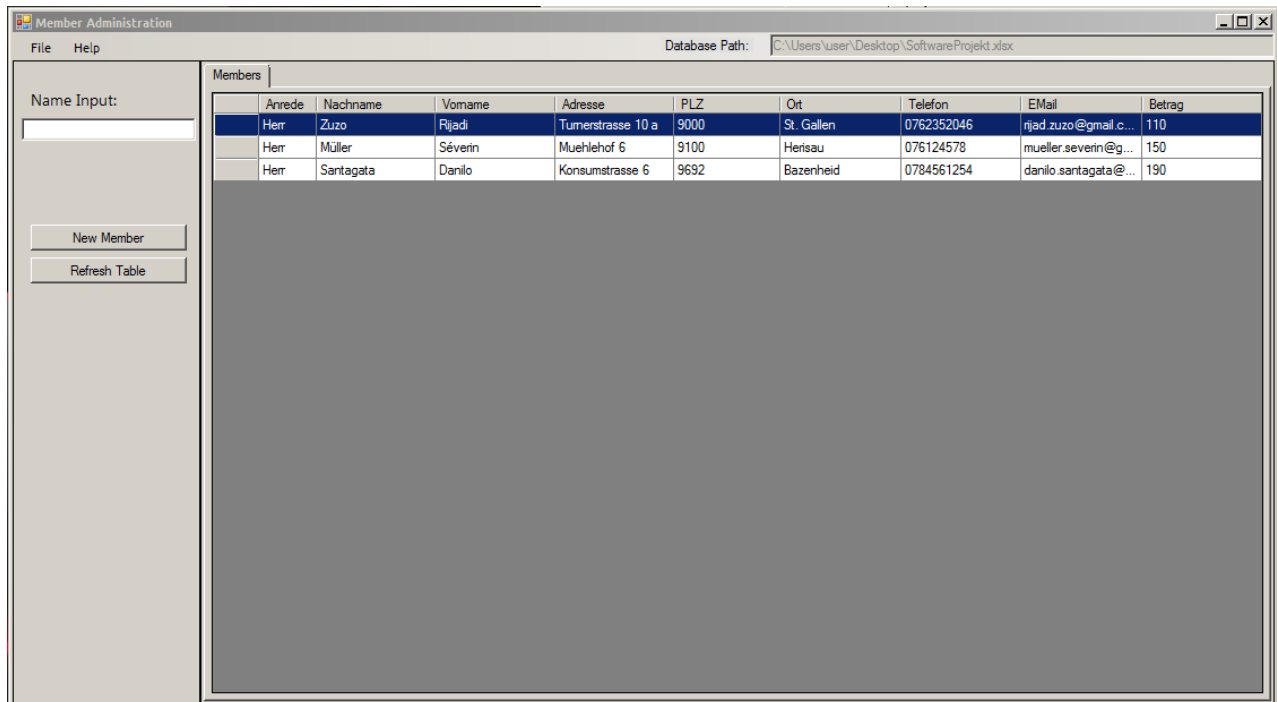 Member Administration
File Help Database Path: C:\Users\user\Desktop\SoftwareProjekt.xlsx
Name Input:
New Member
Refresh Table
Members
Anrede Nachname Vorname Adresse PLZ Ort Telefon EMail Betrag
Herr Zuzo Rijadi Turnerstrasse 10 a 9000 St. Gallen 0762352046 rijad.zuzo@gmail.c... 110
Herr Müller Séverin Muehlehof 6 9100 Herisau 076124578 mueller.severin@g... 150
Herr Santagata Danilo Konsumstrasse 6 9692 Bazenheid 0784561254 danilo.santagata@... 190